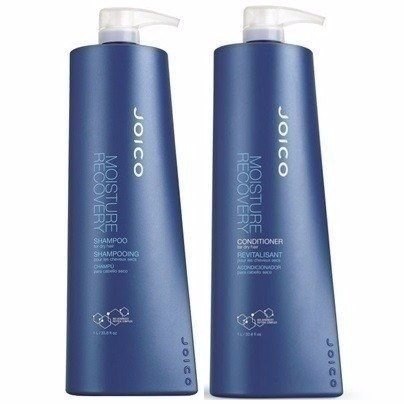 JOICO
MOISTURE
RECOVERY
SHAMPOO
for dry hair
SHAMPOOING
pour les cheveux secs
CHAMPÚ
para cabello seco
JOICO
JOICO
MOISTURE
RECOVERY
CONDITIONER
for dry hair
REVITALISANT
pour les cheveux secs
ACONDICIONADOR
para cabello seco
JOICO